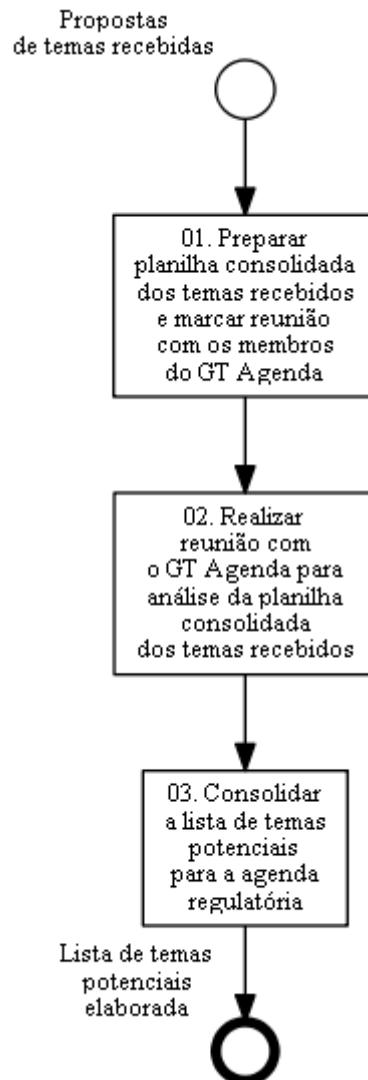 Propostas
de temas recebidas
01. Preparar
planilha consolidada
dos temas recebidos
e marcar reunião
com os membros
do GT Agenda
02. Realizar
reunião com
o GT Agenda para
análise da planilha
consolidada
dos temas recebidos
03. Consolidar
a lista de temas
potenciais
para a agenda
regulatória
Lista de temas
potenciais
elaborada